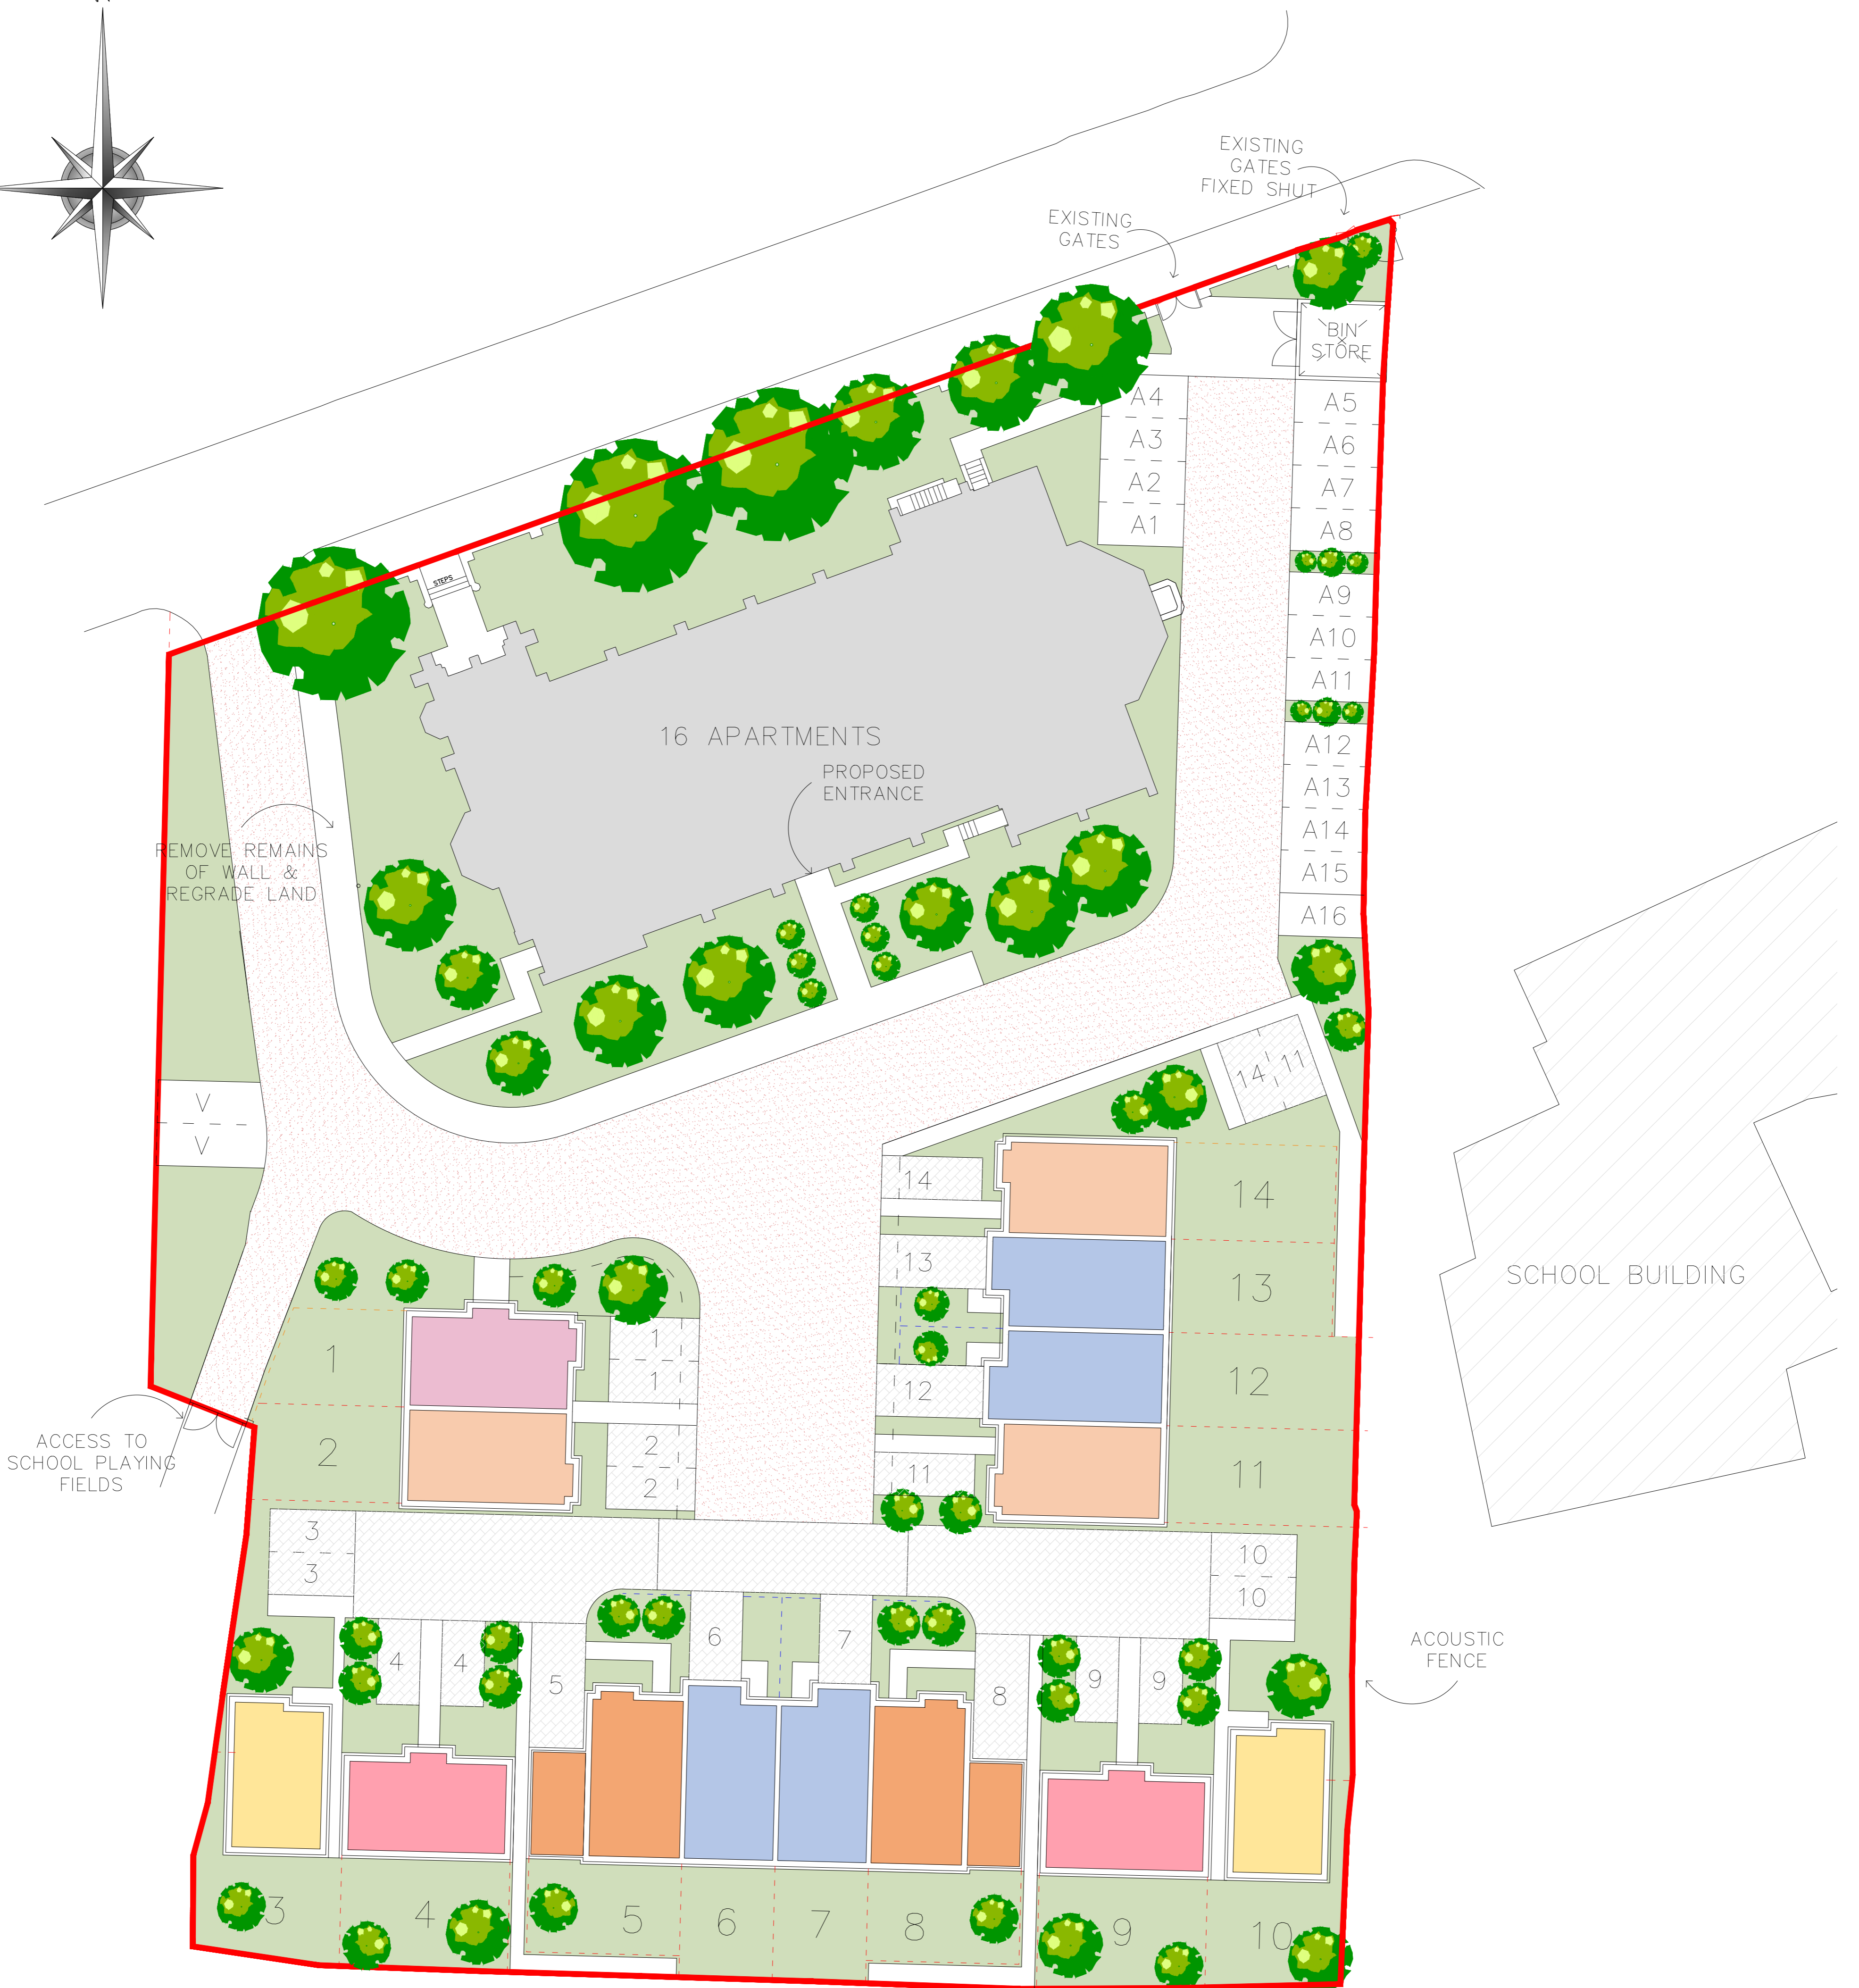 EXISTING
GATES
FIXED SHUT
EXISTING
GATES
BIN
STORE
A4
A3
A2
A1
A5
A6
A7
A8
A9
A10
A11
A12
A13
A14
A15
A16
STEPS
16 APARTMENTS
PROPOSED
ENTRANCE
REMOVE REMAINS
OF WALL &
REGRADE LAND
V
V
14
11
14
13
12
11
14
13
12
11
SCHOOL BUILDING
1
2
1
1
2
2
ACCESS TO
SCHOOL PLAYING
FIELDS
3
3
10
10
4
4
5
6
7
8
9
9
ACOUSTIC
FENCE
3
4
5
6
7
8
9
10